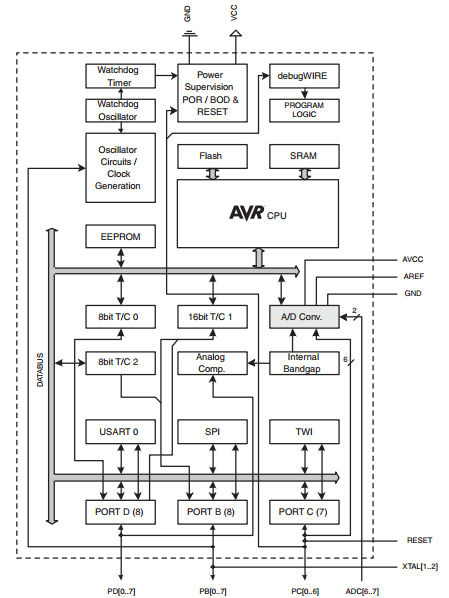 GND
VCC
Watchdog
Timer
Power
Supervision
POR / BOD &
RESET
debugWIRE
Watchdog
Oscillator
PROGRAM
LOGIC
Oscillator
Circuits /
Clock
Generation
Flash
SRAM
AVR CPU
EEPROM
AVCC
AREF
GND
8bit T/C 0
16bit T/C 1
A/D Conv.
2
DATABUS
8bit T/C 2
Analog
Comp.
Internal
Bandgap
6
USART 0
SPI
TWI
PORT D (8)
PORT B (8)
PORT C (7)
RESET
XTAL[1..2]
PD[0..7]
PB[0..7]
PC[0..6]
ADC[6..7]